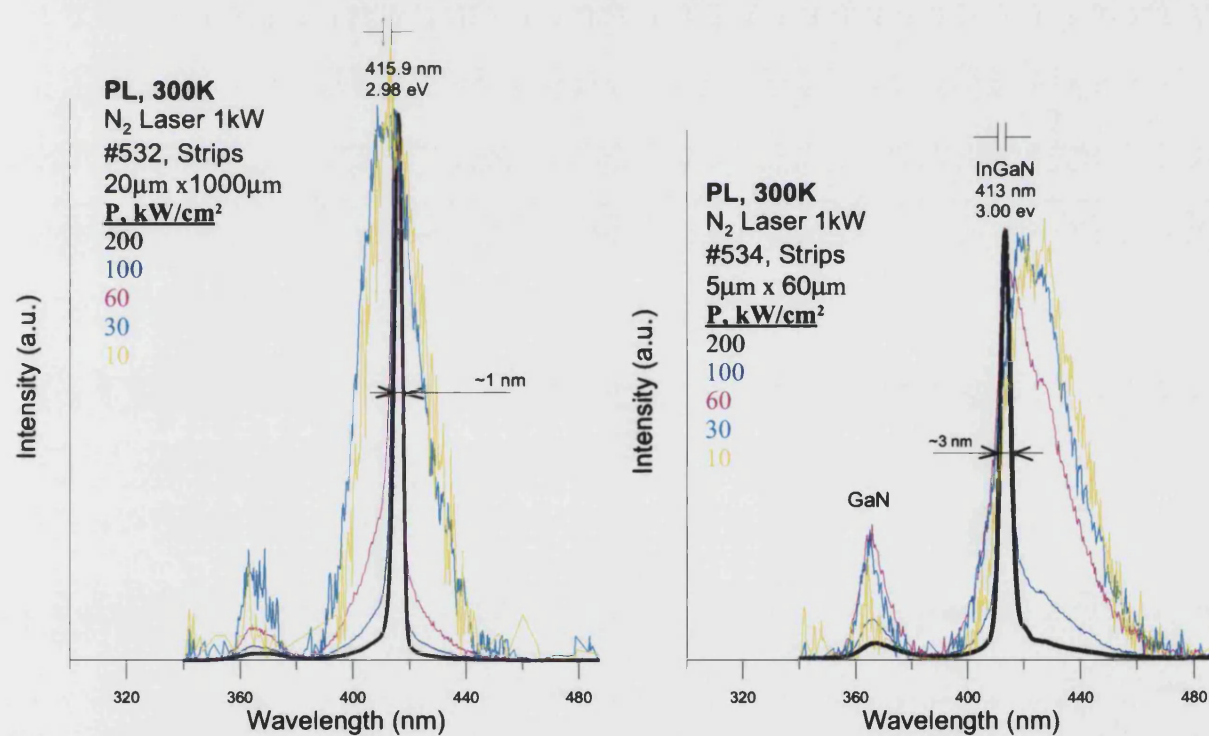 415.9 nm
2.98 eV
PL, 300K
N₂ Laser 1kW
#532, Strips
20µm x1000µm
P, kW/cm²
200
100
60
30
10
~1 nm
Intensity (a.u.)
320 360 400 440 480
Wavelength (nm)
InGaN
413 nm
3.00 ev
PL, 300K
N₂ Laser 1kW
#534, Strips
5µm x 60µm
P, kW/cm²
200
100
60
30
10
~3 nm
GaN
Intensity (a.u.)
320 360 400 440 480
Wavelength (nm)